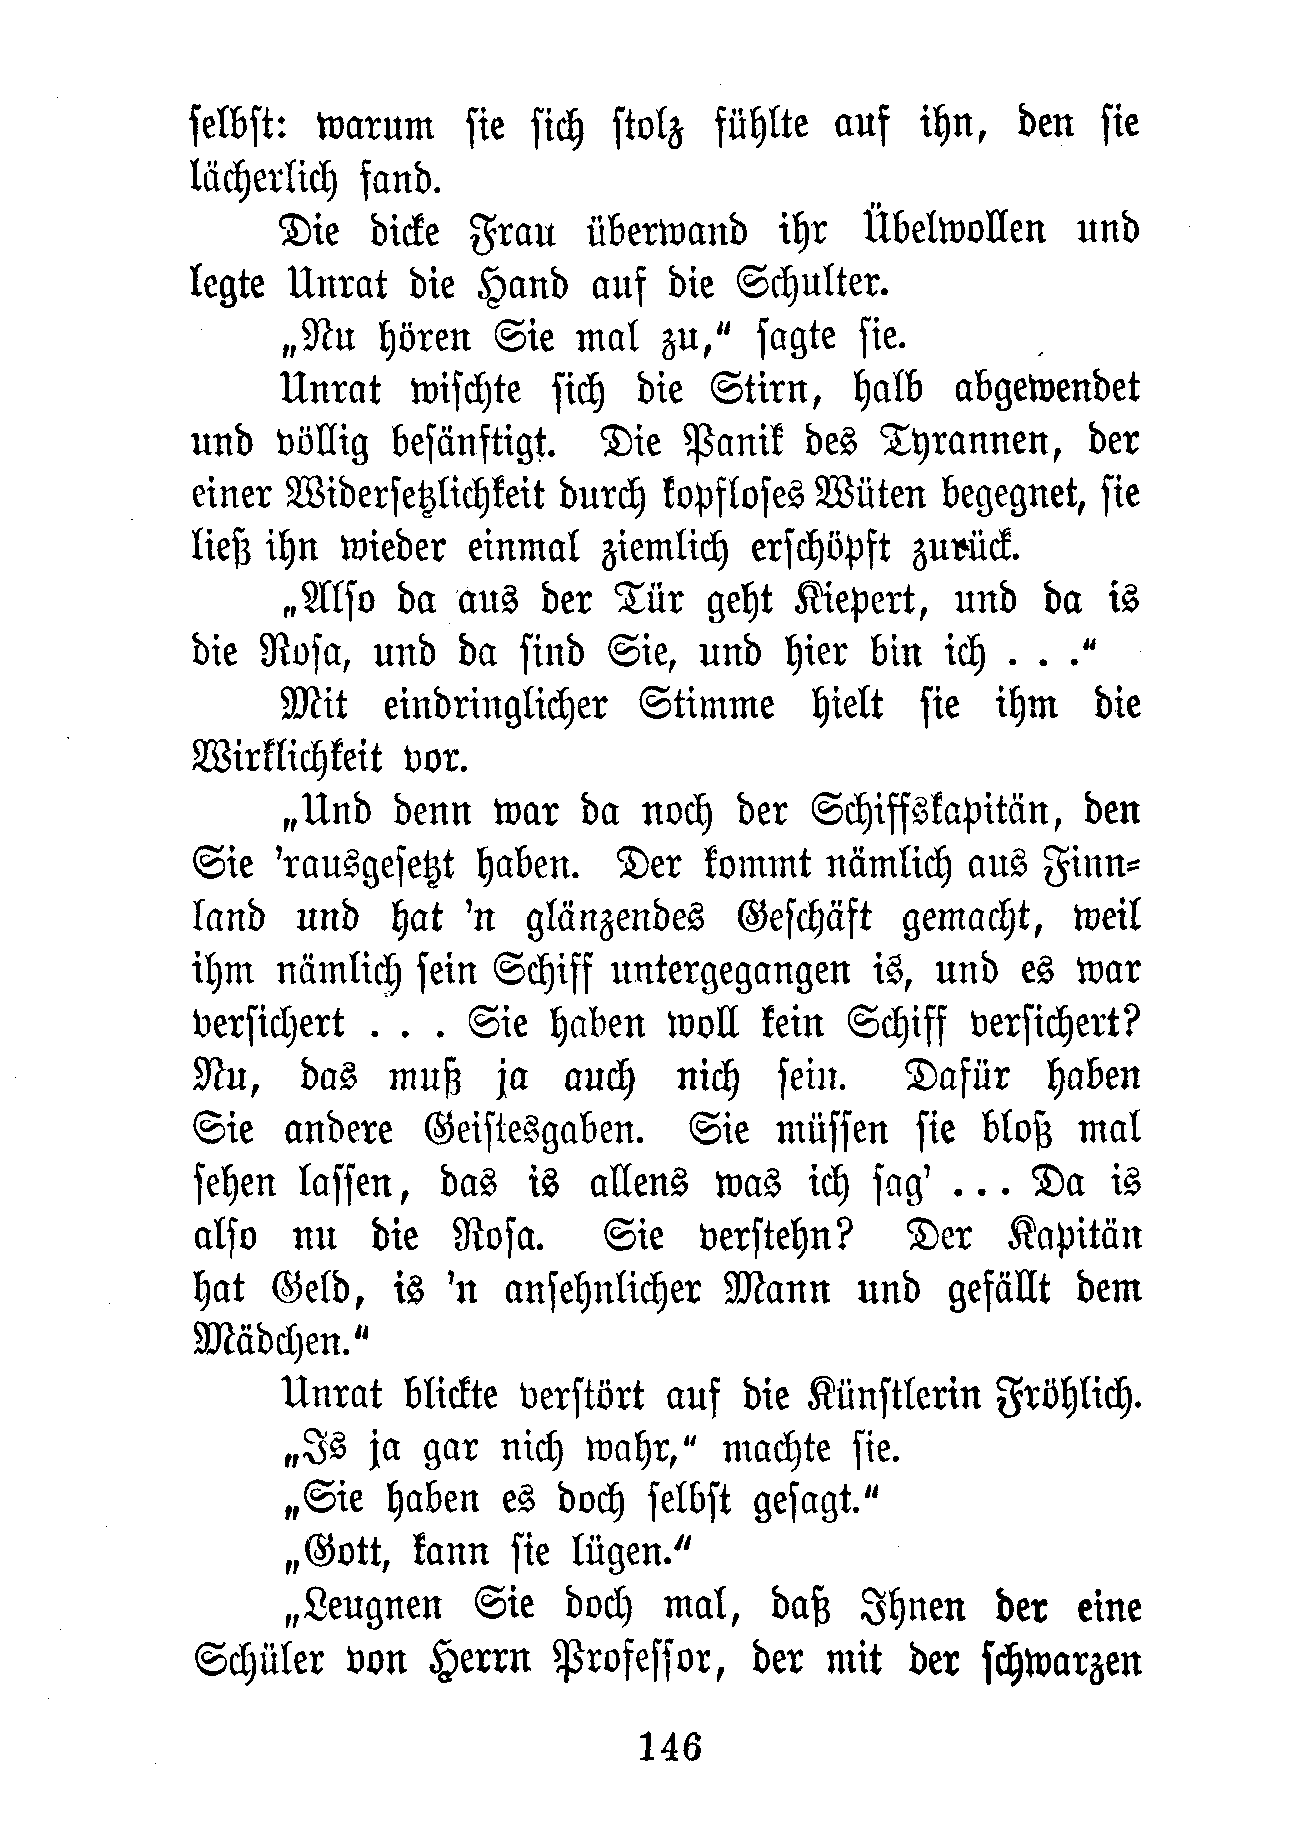 selbst: warum sie sich stolz fühlte auf ihn, den sie
lächerlich fand.
Die dicke Frau überwand ihr Übelwollen und
legte Unrat die Hand auf die Schulter.
„Nu hören Sie mal zu,“ sagte sie.
Unrat wischte sich die Stirn, halb abgewendet
und völlig besänftigt. Die Panik des Tyrannen, der
einer Widersetzlichkeit durch kopfloses Wüten begegnet, sie
ließ ihn wieder einmal ziemlich erschöpft zurück.
„Also da aus der Tür geht Kiepert, und da is
die Rosa, und da sind Sie, und hier bin ich . . .“
Mit eindringlicher Stimme hielt sie ihm die
Wirklichkeit vor.
„Und denn war da noch der Schiffskapitän, den
Sie ’rausgesetzt haben. Der kommt nämlich aus Finn-
land und hat ’n glänzendes Geschäft gemacht, weil
ihm nämlich sein Schiff untergegangen is, und es war
versichert . . . Sie haben woll kein Schiff versichert?
Nu, das muß ja auch nich sein. Dafür haben
Sie andere Geistesgaben. Sie müssen sie bloß mal
sehen lassen, das is allens was ich sag’ . . . Da is
also nu die Rosa. Sie verstehn? Der Kapitän
hat Geld, is ’n ansehnlicher Mann und gefällt dem
Mädchen.“
Unrat blickte verstört auf die Künstlerin Fröhlich.
„Is ja gar nich wahr,“ machte sie.
„Sie haben es doch selbst gesagt.“
„Gott, kann sie lügen.“
„Leugnen Sie doch mal, daß Ihnen der eine
Schüler von Herrn Professor, der mit der schwarzen
146